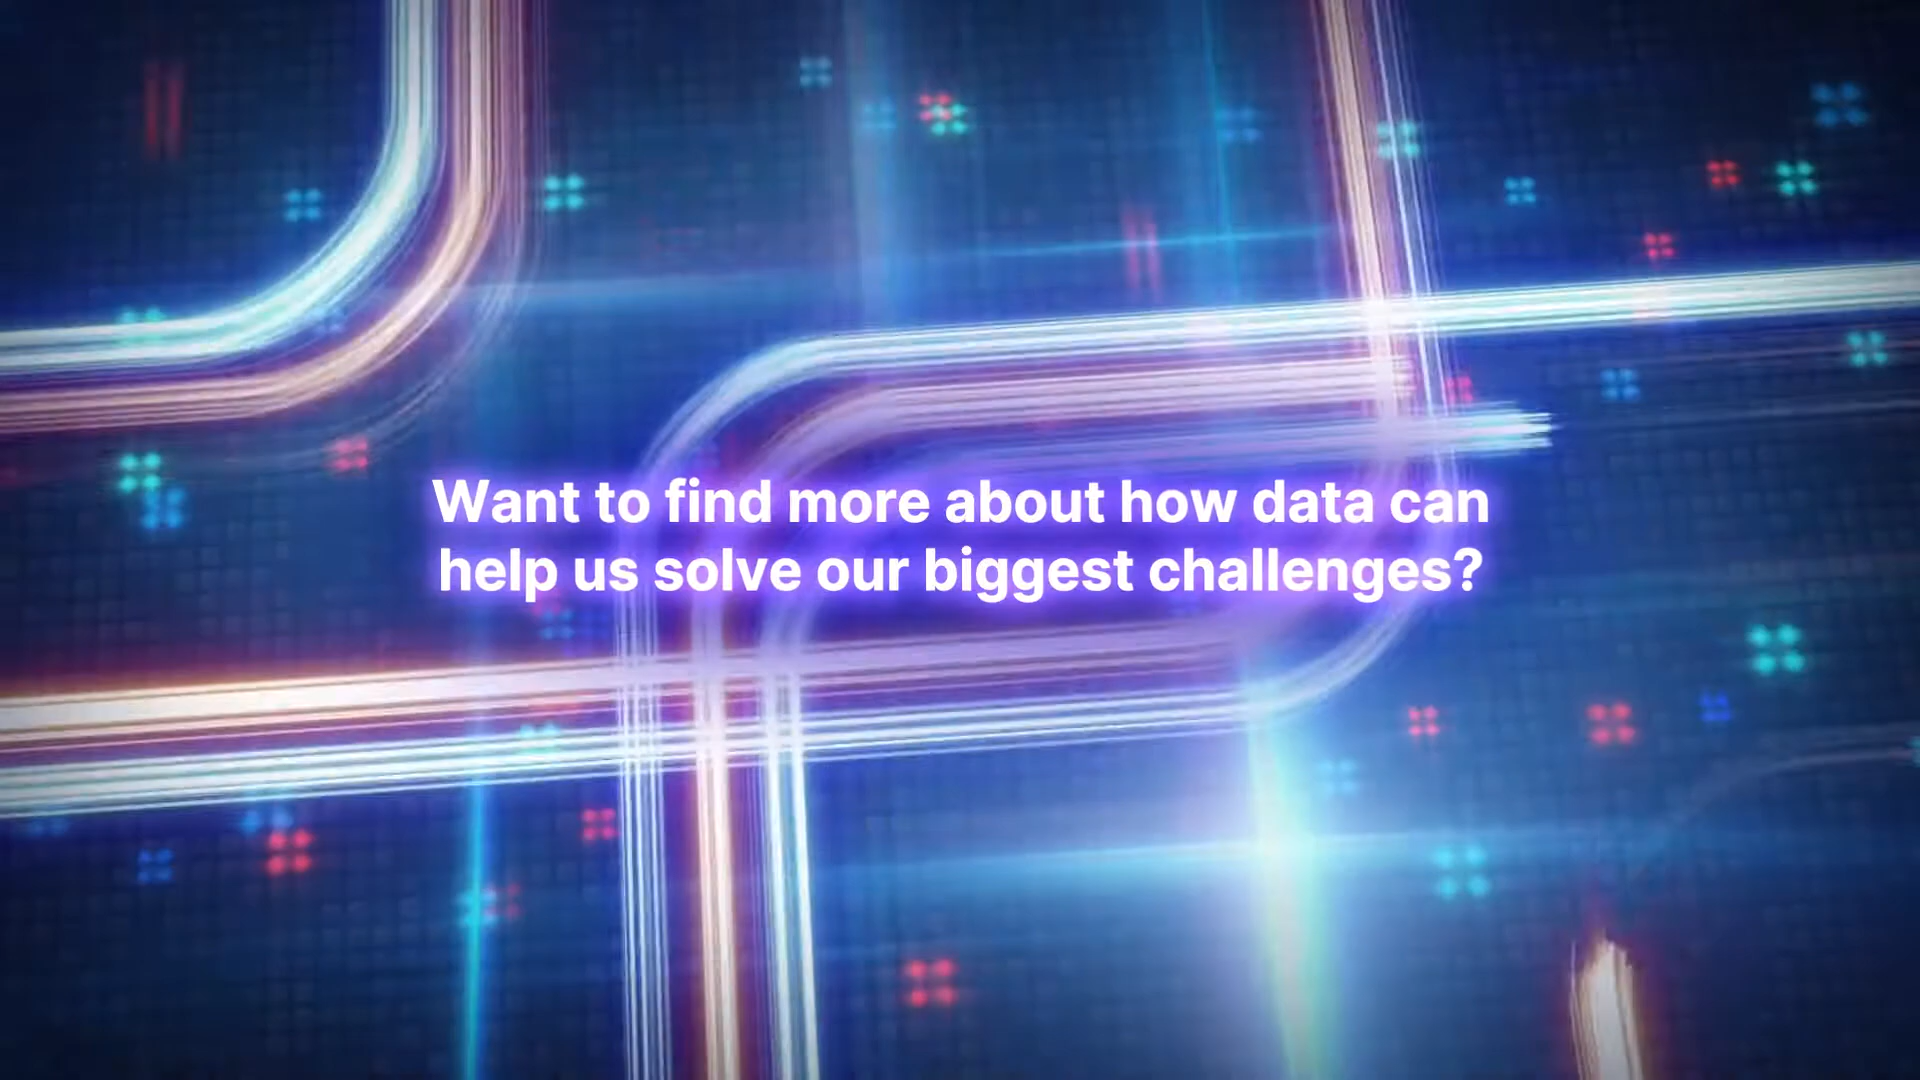 Want to find more about how data can
help us solve our biggest challenges?